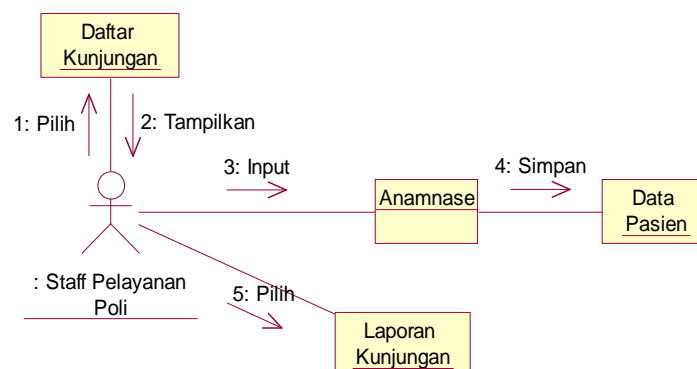 Daftar
Kunjungan
1: Pilih
2: Tampilkan
3: Input
4: Simpan
Anamnase
Data
Pasien
: Staff Pelayanan
Poli
5: Pilih
Laporan
Kunjungan